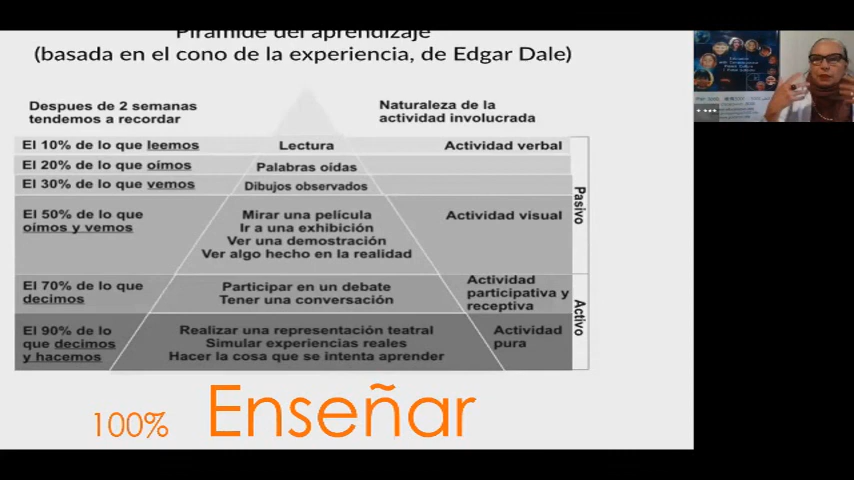 Pirámide del aprendizaje
(basada en el cono de la experiencia, de Edgar Dale)
Despues de 2 semanas
tendemos a recordar
Naturaleza de la
actividad involucrada
El 10% de lo que leemos
Lectura
Actividad verbal
El 20% de lo que oímos
Palabras oidas
El 30% de lo que vemos
Dibujos observados
El 50% de lo que
oímos y vemos
Mirar una película
Ir a una exhibición
Ver una demostración
Ver algo hecho en la realidad
Actividad visual
Pasivo
El 70% de lo que
decimos
Participar en un debate
Tener una conversación
Actividad
participativa y
receptiva
Activo
El 90% de lo
que decimos
y hacemos
Realizar una representación teatral
Simular experiencias reales
Hacer la cosa que se intenta aprender
Actividad
pura
100% Enseñar